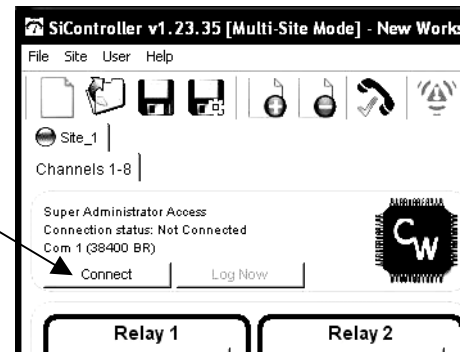 SiController v1.23.35 [Multi-Site Mode] - New Works
File Site User Help
Site_1
Channels 1-8
Super Administrator Access
Connection status: Not Connected
Com 1 (38400 BR)
Connect Log Now
CW
Relay 1 Relay 2